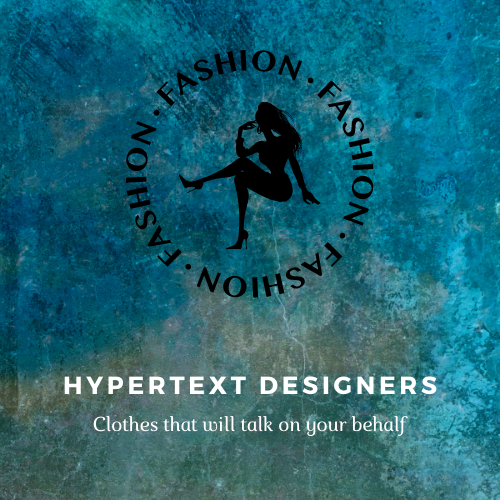 FASHION · FASHION · FASHION · FASHION ·
HYPERTEXT DESIGNERS
Clothes that will talk on your behalf